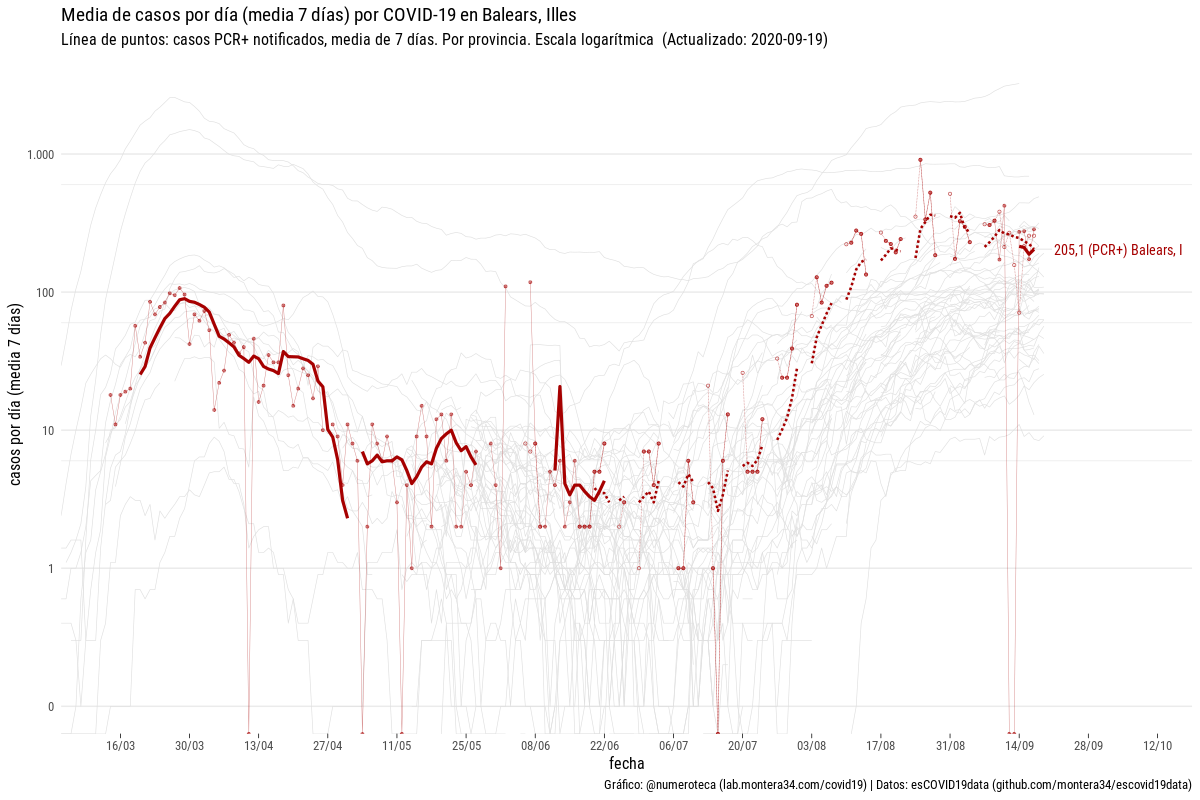 Media de casos por día (media 7 días) por COVID-19 en Balears, Illes
Línea de puntos: casos PCR+ notificados, media de 7 días. Por provincia. Escala logarítmica (Actualizado: 2020-09-19)
casos por día (media 7 días)
1.000
100
10
1
0
205,1 (PCR+) Balears, I
16/03 30/03 13/04 27/04 11/05 25/05 08/06 22/06 06/07 20/07 03/08 17/08 31/08 14/09 28/09 12/10
fecha
Gráfico: @numeroteca (lab.montera34.com/covid19) | Datos: esCOVID19data (github.com/montera34/escovid19data)